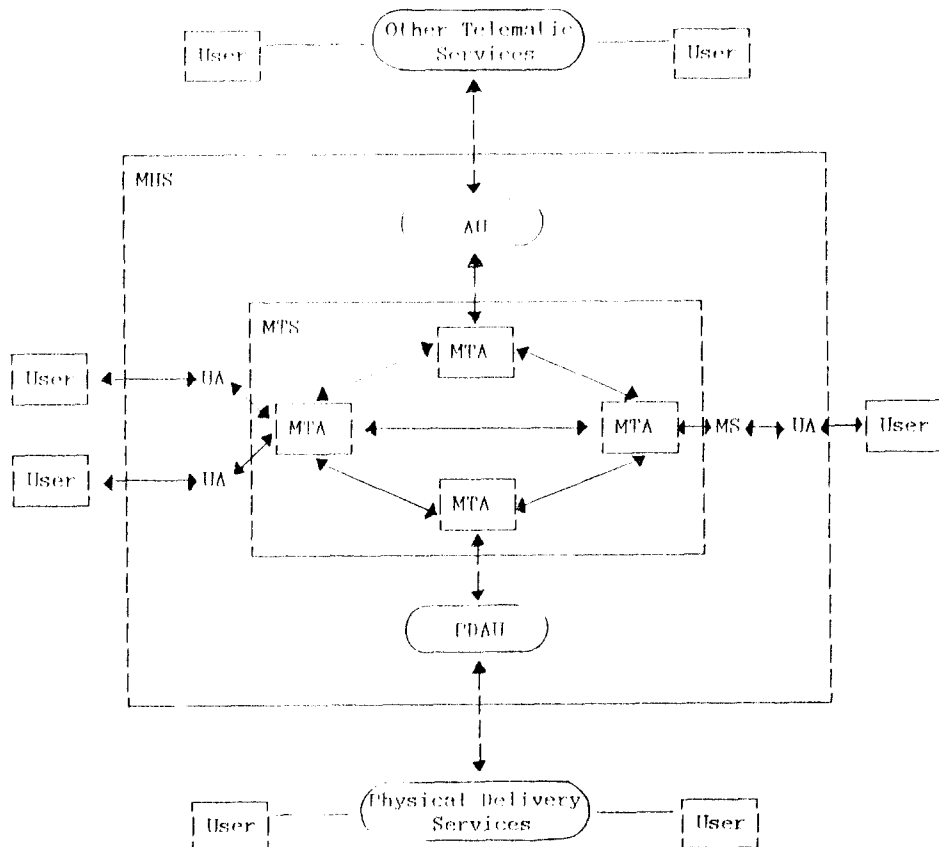 Other Telematic
Services
User
User
MHS
AU
MTS
MTA
User
UA
MTA
MTA
MS
UA
User
User
UA
MTA
PDAU
Physical Delivery
Services
User
User